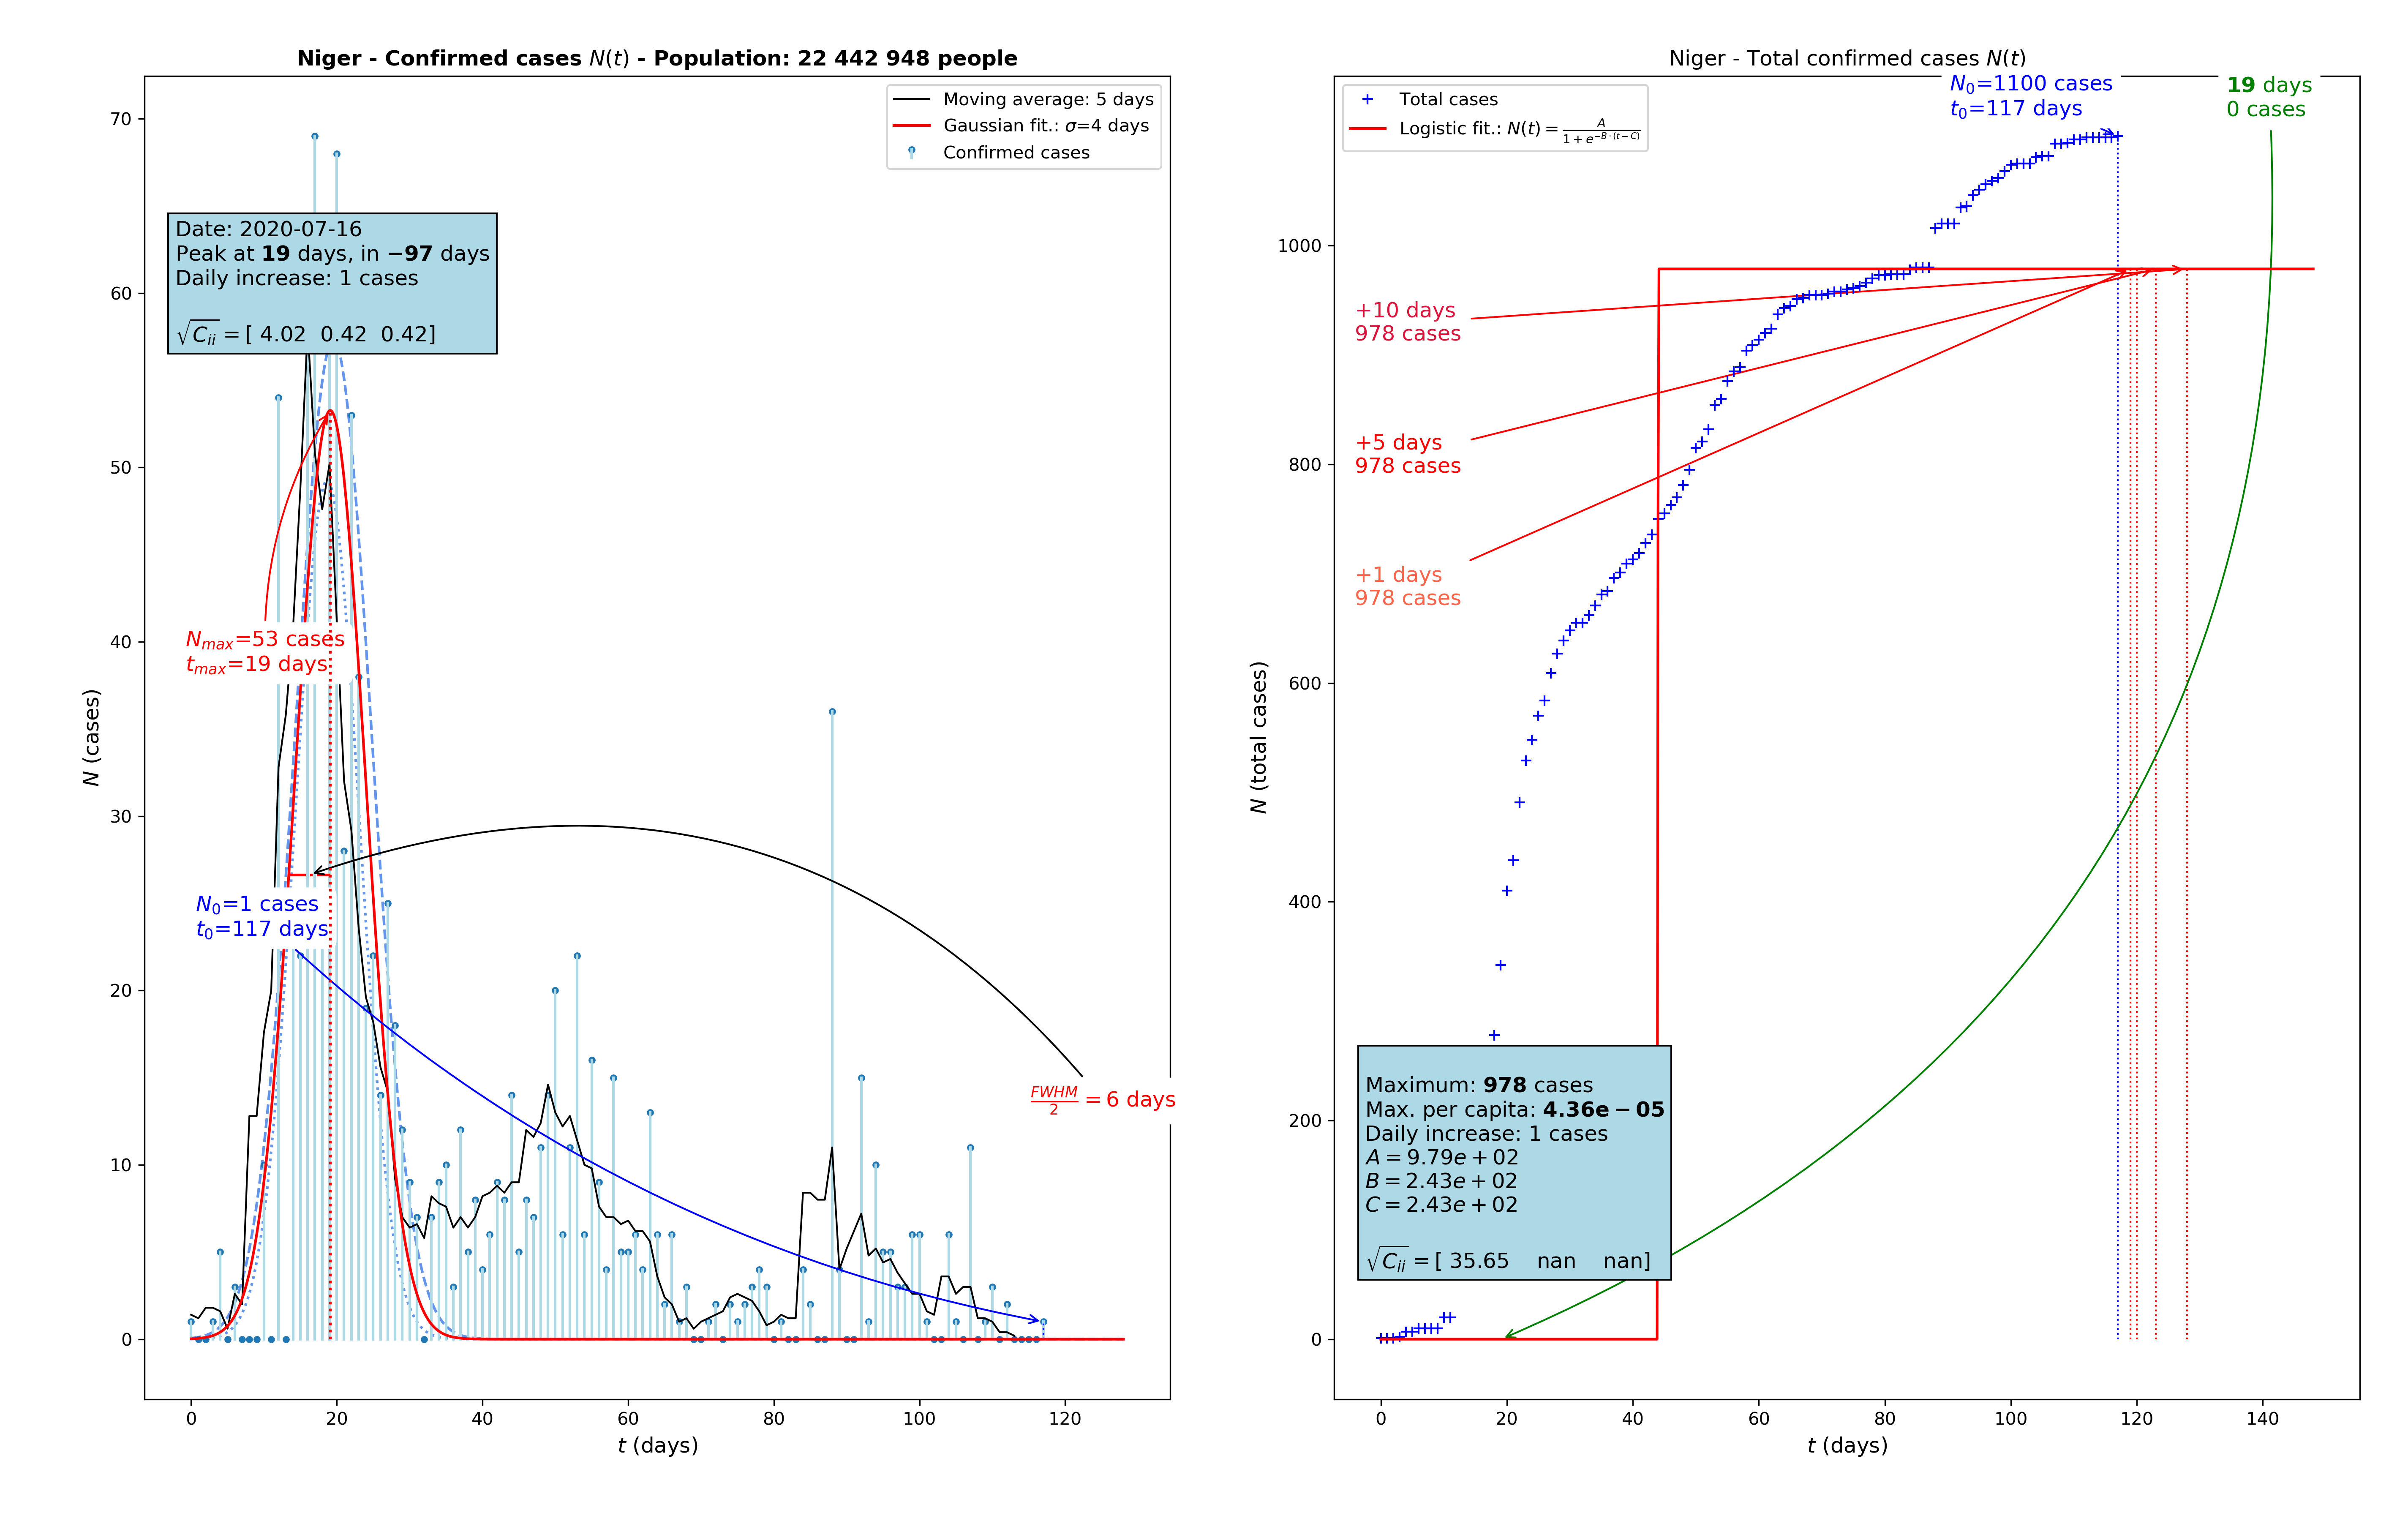 Niger - Confirmed cases N(t) - Population: 22 442 948 people
Moving average: 5 days
Gaussian fit.: σ=4 days
Confirmed cases
Date: 2020-07-16
Peak at 19 days, in −97 days
Daily increase: 1 cases
√C_ii = [ 4.02 0.42 0.42]
N_max=53 cases
t_max=19 days
N_0=1 cases
t_0=117 days
FWHM/2 = 6 days
70
60
50
40
30
20
10
0
N (cases)
0 20 40 60 80 100 120
t (days)
Niger - Total confirmed cases N(t)
Total cases
Logistic fit.: N(t) = A/(1 + e^{−B·(t−C)})
N_0=1100 cases
t_0=117 days
19 days
0 cases
+10 days
978 cases
+5 days
978 cases
+1 days
978 cases
Maximum: 978 cases
Max. per capita: 4.36e − 05
Daily increase: 1 cases
A = 9.79e + 02
B = 2.43e + 02
C = 2.43e + 02
√C_ii = [ 35.65 nan nan]
1000
800
600
400
200
0
N (total cases)
0 20 40 60 80 100 120 140
t (days)